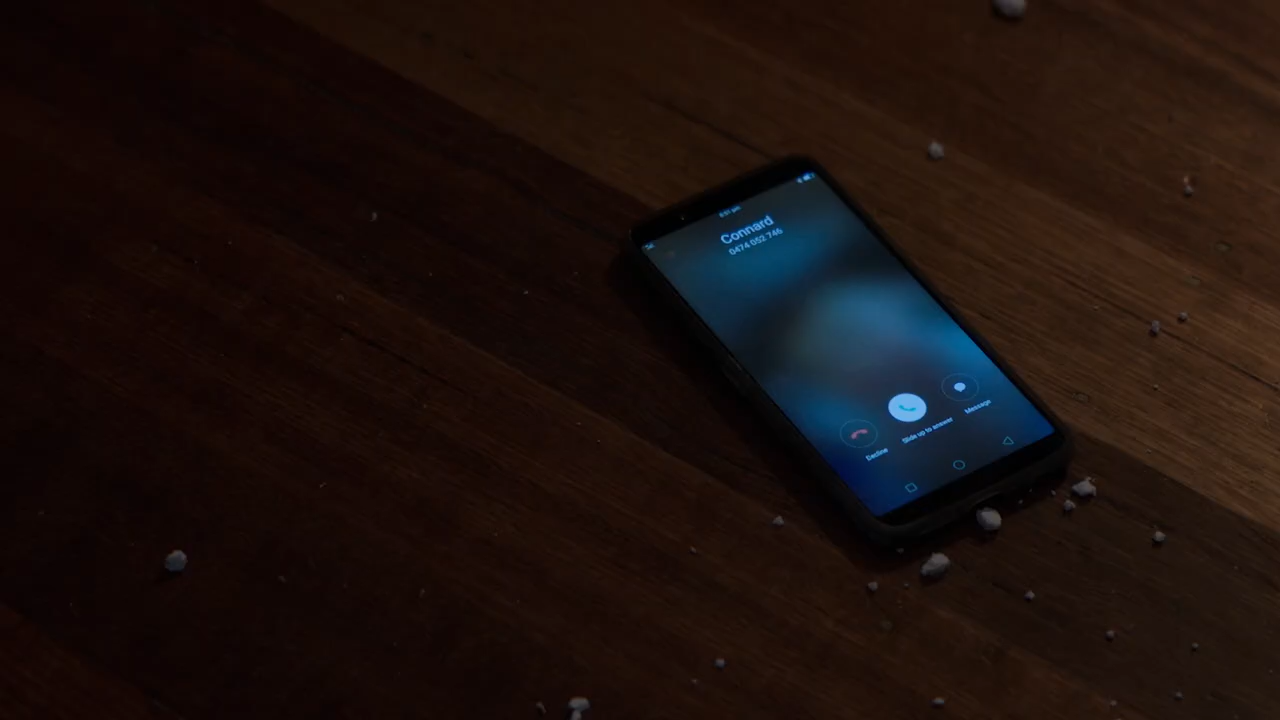 Connard
0474 052 746
Decline
Slide up to answer
Message